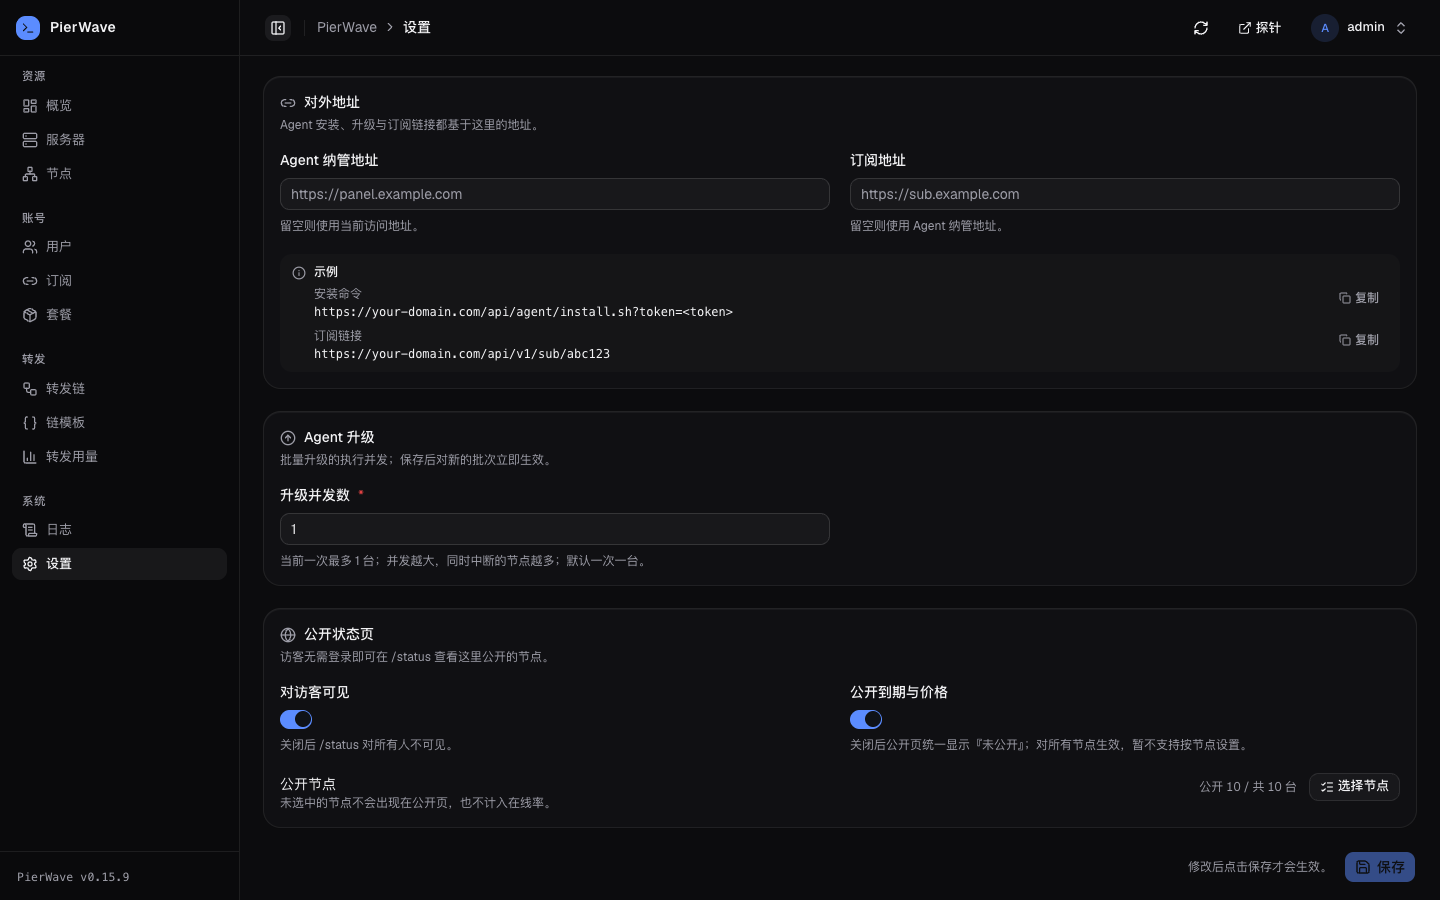 PierWave
PierWave > 设置
探针
A admin
资源
概览
服务器
节点
账号
用户
订阅
套餐
转发
转发链
链模板
转发用量
系统
日志
设置
PierWave v0.15.9
对外地址
Agent 安装、升级与订阅链接都基于这里的地址。
Agent 纳管地址
https://panel.example.com
留空则使用当前访问地址。
订阅地址
https://sub.example.com
留空则使用 Agent 纳管地址。
示例
安装命令
https://your-domain.com/api/agent/install.sh?token=<token>
复制
订阅链接
https://your-domain.com/api/v1/sub/abc123
复制
Agent 升级
批量升级的执行并发；保存后对新的批次立即生效。
升级并发数 *
1
当前一次最多 1 台；并发越大，同时中断的节点越多；默认一次一台。
公开状态页
访客无需登录即可在 /status 查看这里公开的节点。
对访客可见
关闭后 /status 对所有人不可见。
公开到期与价格
关闭后公开页统一显示『未公开』；对所有节点生效，暂不支持按节点设置。
公开节点
未选中的节点不会出现在公开页，也不计入在线率。
公开 10 / 共 10 台
选择节点
修改后点击保存才会生效。
保存